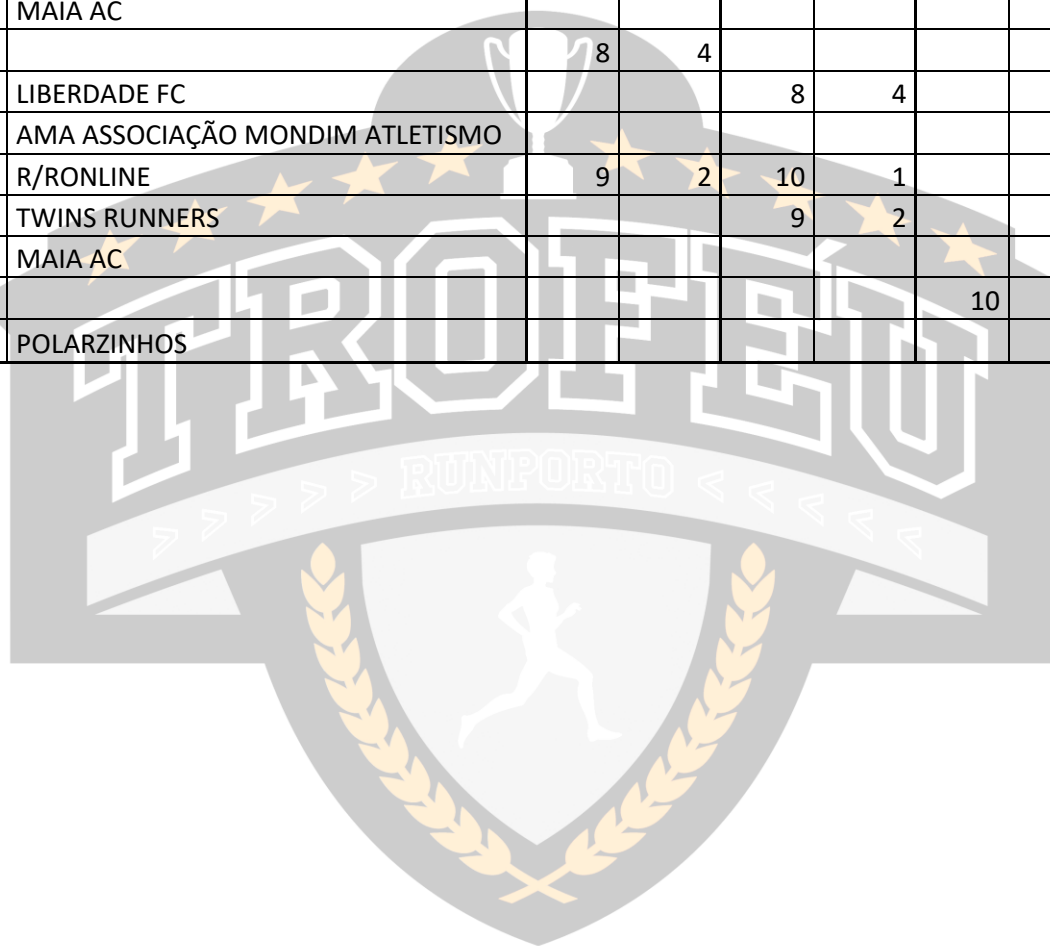 MAIA AC
8 4
LIBERDADE FC 8 4
AMA ASSOCIAÇÃO MONDIM ATLETISMO
R/RONLINE 9 2 10 1
TWINS RUNNERS 9 2
MAIA AC
10
POLARZINHOS
TROFÉU
> > > > > RUNPORTO < < < < <